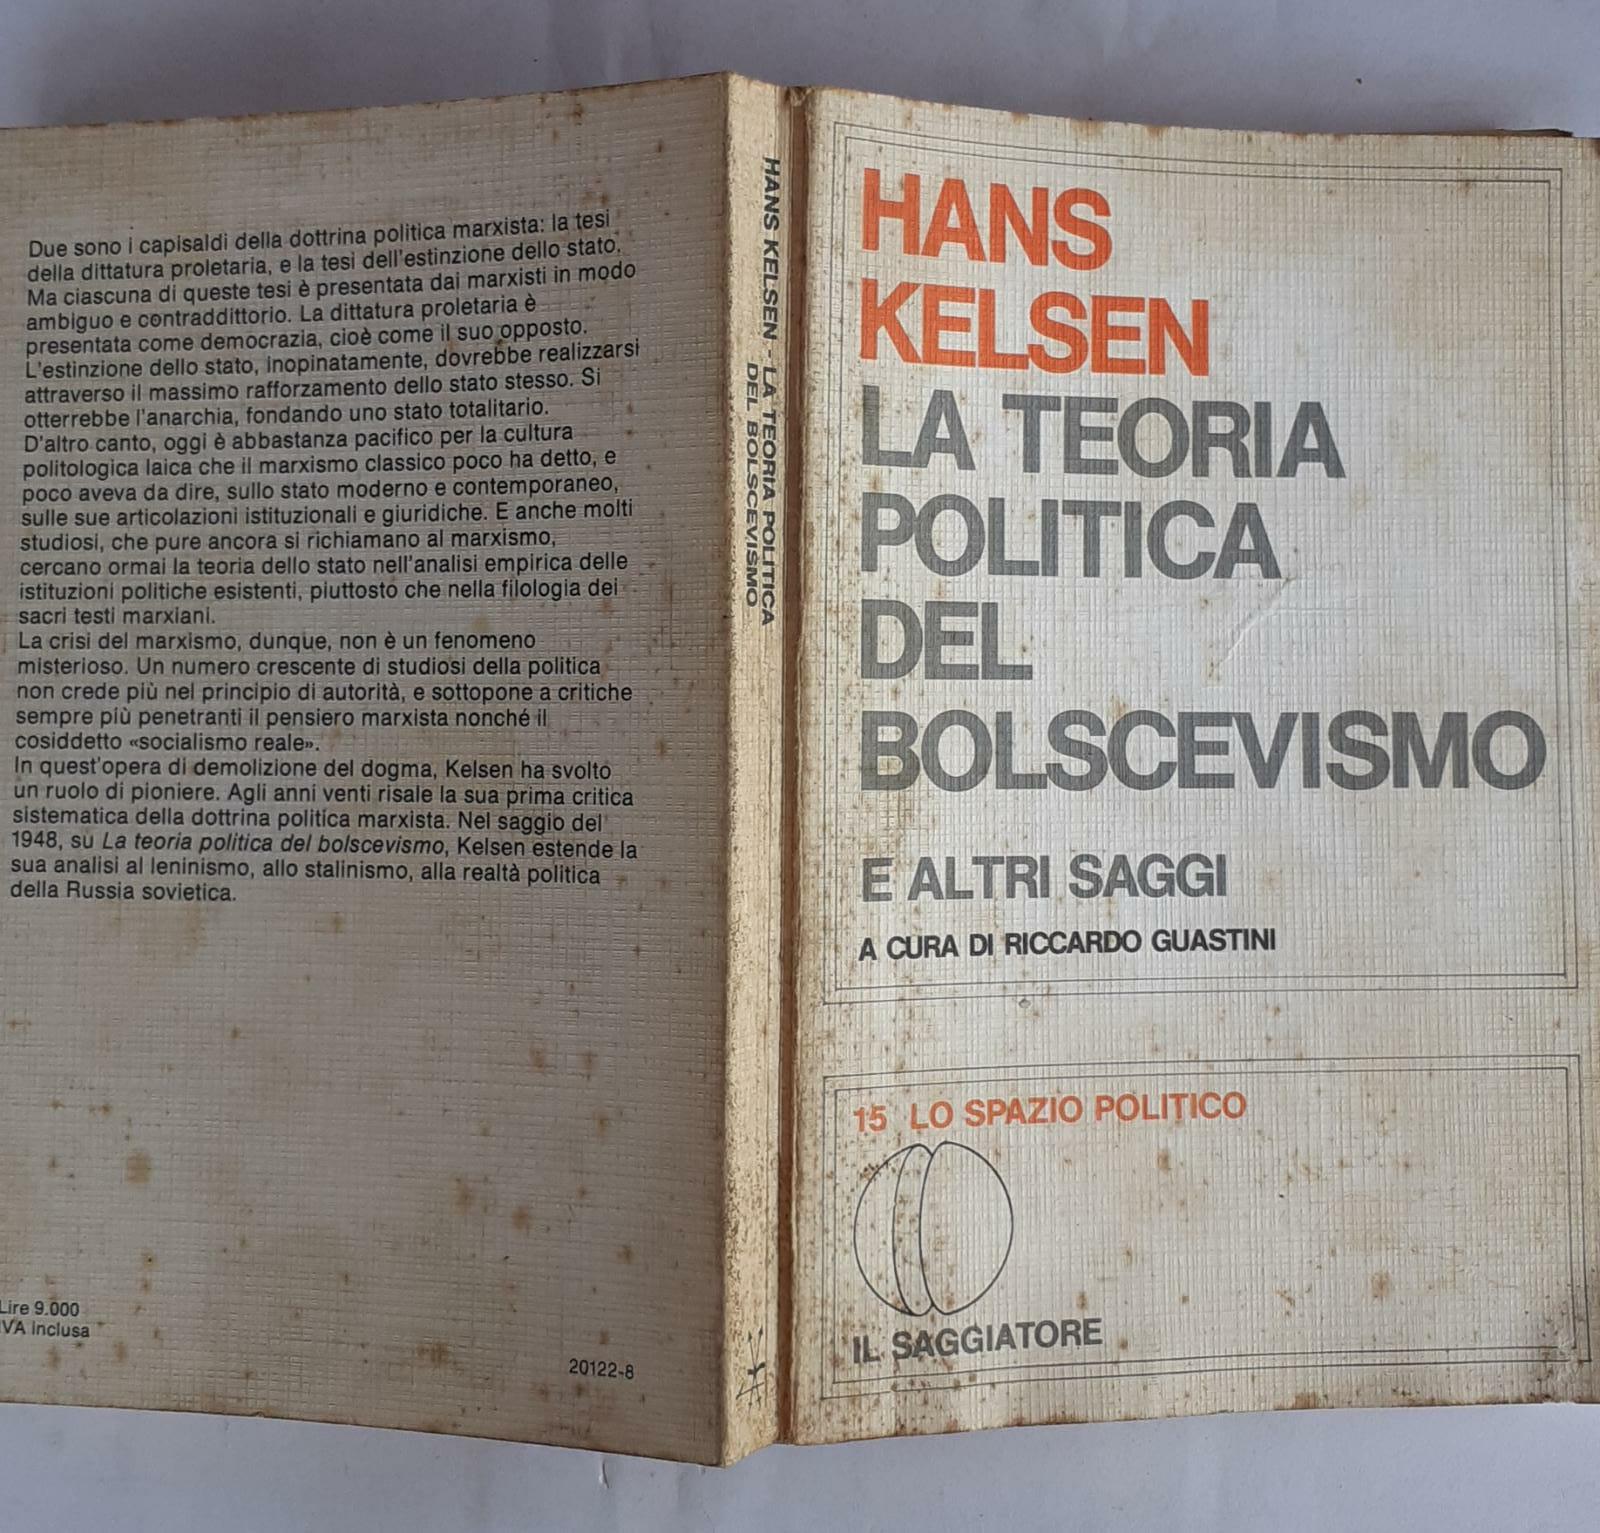 Due sono i capisaldi della dottrina politica marxista: la tesi
della dittatura proletaria, e la tesi dell'estinzione dello stato.
Ma ciascuna di queste tesi è presentata dai marxisti in modo
ambiguo e contraddittorio. La dittatura proletaria è
presentata come democrazia, cioè come il suo opposto.
L'estinzione dello stato, inopinatamente, dovrebbe realizzarsi
attraverso il massimo rafforzamento dello stato stesso. Si
otterrebbe l'anarchia, fondando uno stato totalitario.
D'altro canto, oggi è abbastanza pacifico per la cultura
politologica laica che il marxismo classico poco ha detto, e
poco aveva da dire, sullo stato moderno e contemporaneo,
sulle sue articolazioni istituzionali e giuridiche. E anche molti
studiosi, che pure ancora si richiamano al marxismo,
cercano ormai la teoria dello stato nell'analisi empirica delle
istituzioni politiche esistenti, piuttosto che nella filologia dei
sacri testi marxiani.
La crisi del marxismo, dunque, non è un fenomeno
misterioso. Un numero crescente di studiosi della politica
non crede più nel principio di autorità, e sottopone a critiche
sempre più penetranti il pensiero marxista nonché il
cosiddetto «socialismo reale».
In quest'opera di demolizione del dogma, Kelsen ha svolto
un ruolo di pioniere. Agli anni venti risale la sua prima critica
sistematica della dottrina politica marxista. Nel saggio del
1948, su La teoria politica del bolscevismo, Kelsen estende la
sua analisi al leninismo, allo stalinismo, alla realtà politica
della Russia sovietica.
Lire 9.000
IVA inclusa
20122-8
HANS KELSEN - LA TEORIA POLITICA
DEL BOLSCEVISMO
HANS
KELSEN
LA TEORIA
POLITICA
DEL
BOLSCEVISMO
E ALTRI SAGGI
A CURA DI RICCARDO GUASTINI
15 LO SPAZIO POLITICO
IL SAGGIATORE